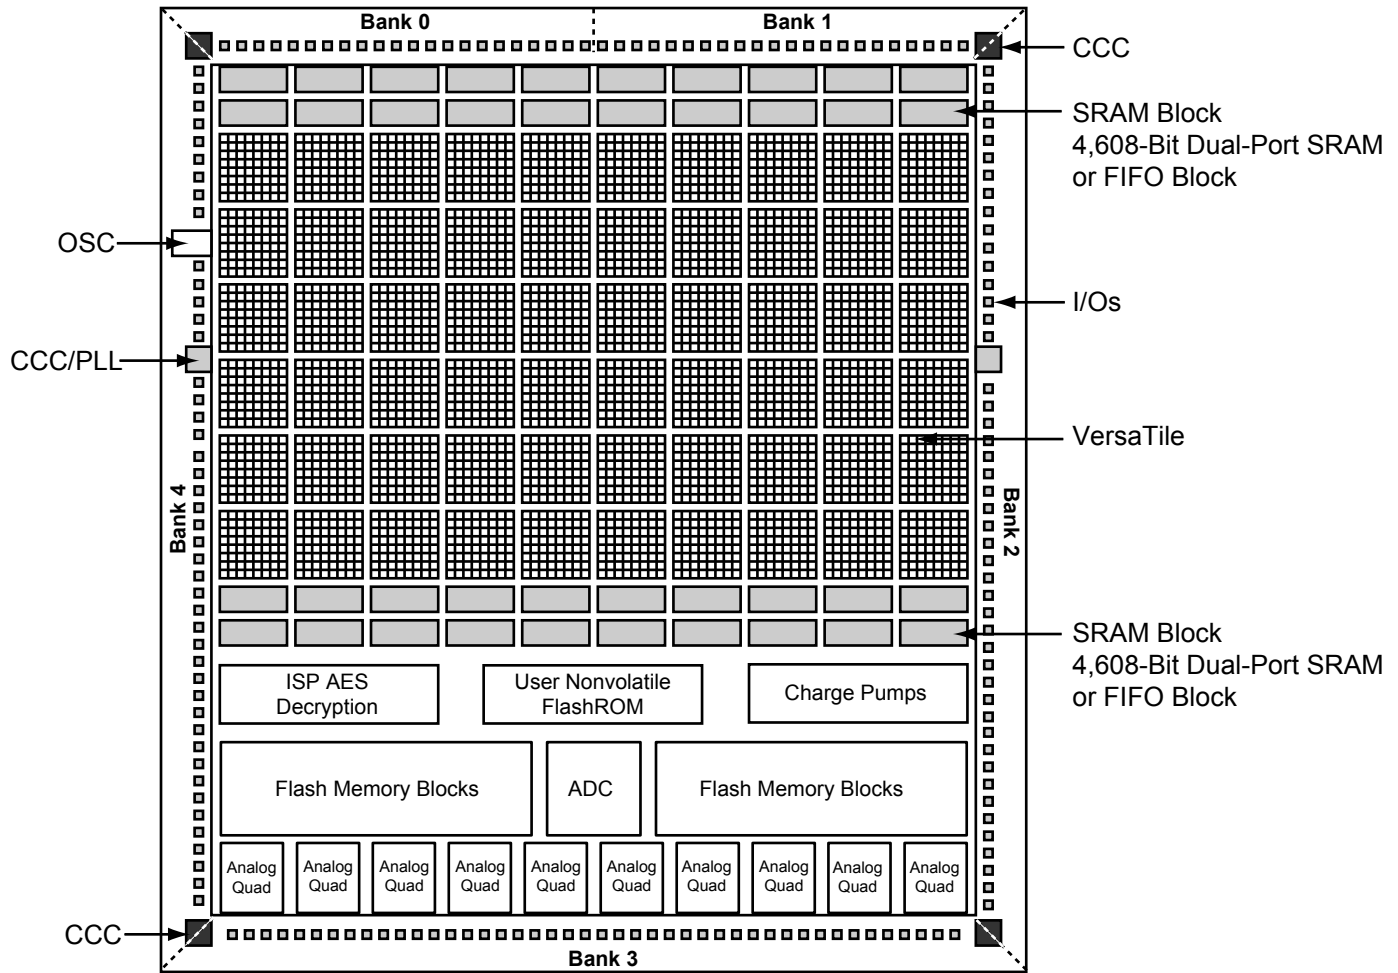 Bank 0
Bank 1
CCC
SRAM Block
4,608-Bit Dual-Port SRAM
or FIFO Block
OSC
I/Os
CCC/PLL
VersaTile
Bank 4
Bank 2
SRAM Block
4,608-Bit Dual-Port SRAM
or FIFO Block
ISP AES
Decryption
User Nonvolatile
FlashROM
Charge Pumps
Flash Memory Blocks
ADC
Flash Memory Blocks
Analog
Quad
Analog
Quad
Analog
Quad
Analog
Quad
Analog
Quad
Analog
Quad
Analog
Quad
Analog
Quad
Analog
Quad
Analog
Quad
CCC
Bank 3